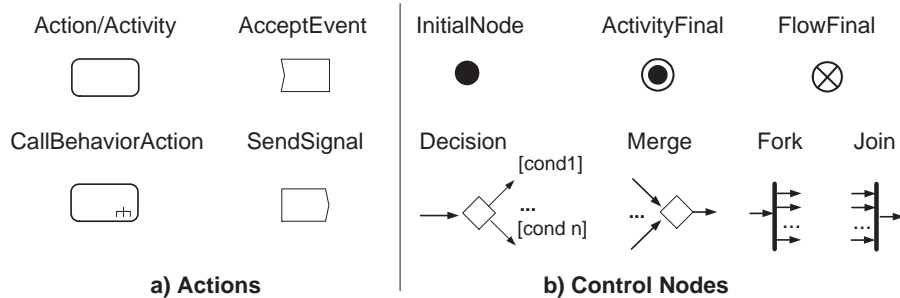 Action/Activity AcceptEvent
CallBehaviorAction SendSignal
a) Actions
InitialNode ActivityFinal FlowFinal
Decision Merge Fork Join
[cond1]
... ... ... ...
[cond n]
b) Control Nodes